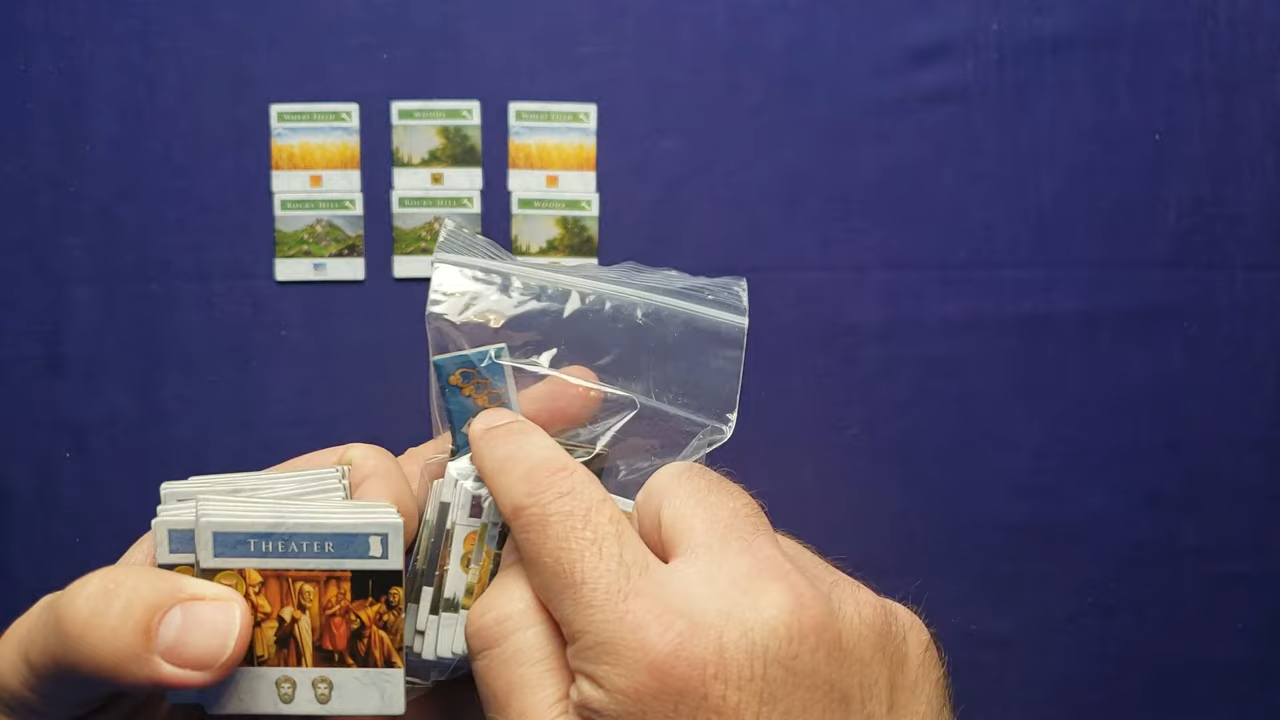 WHEAT FIELD
WOODS
WHEAT FIELD
ROCKY HILL
ROCKY HILL
WOODS
THEATER